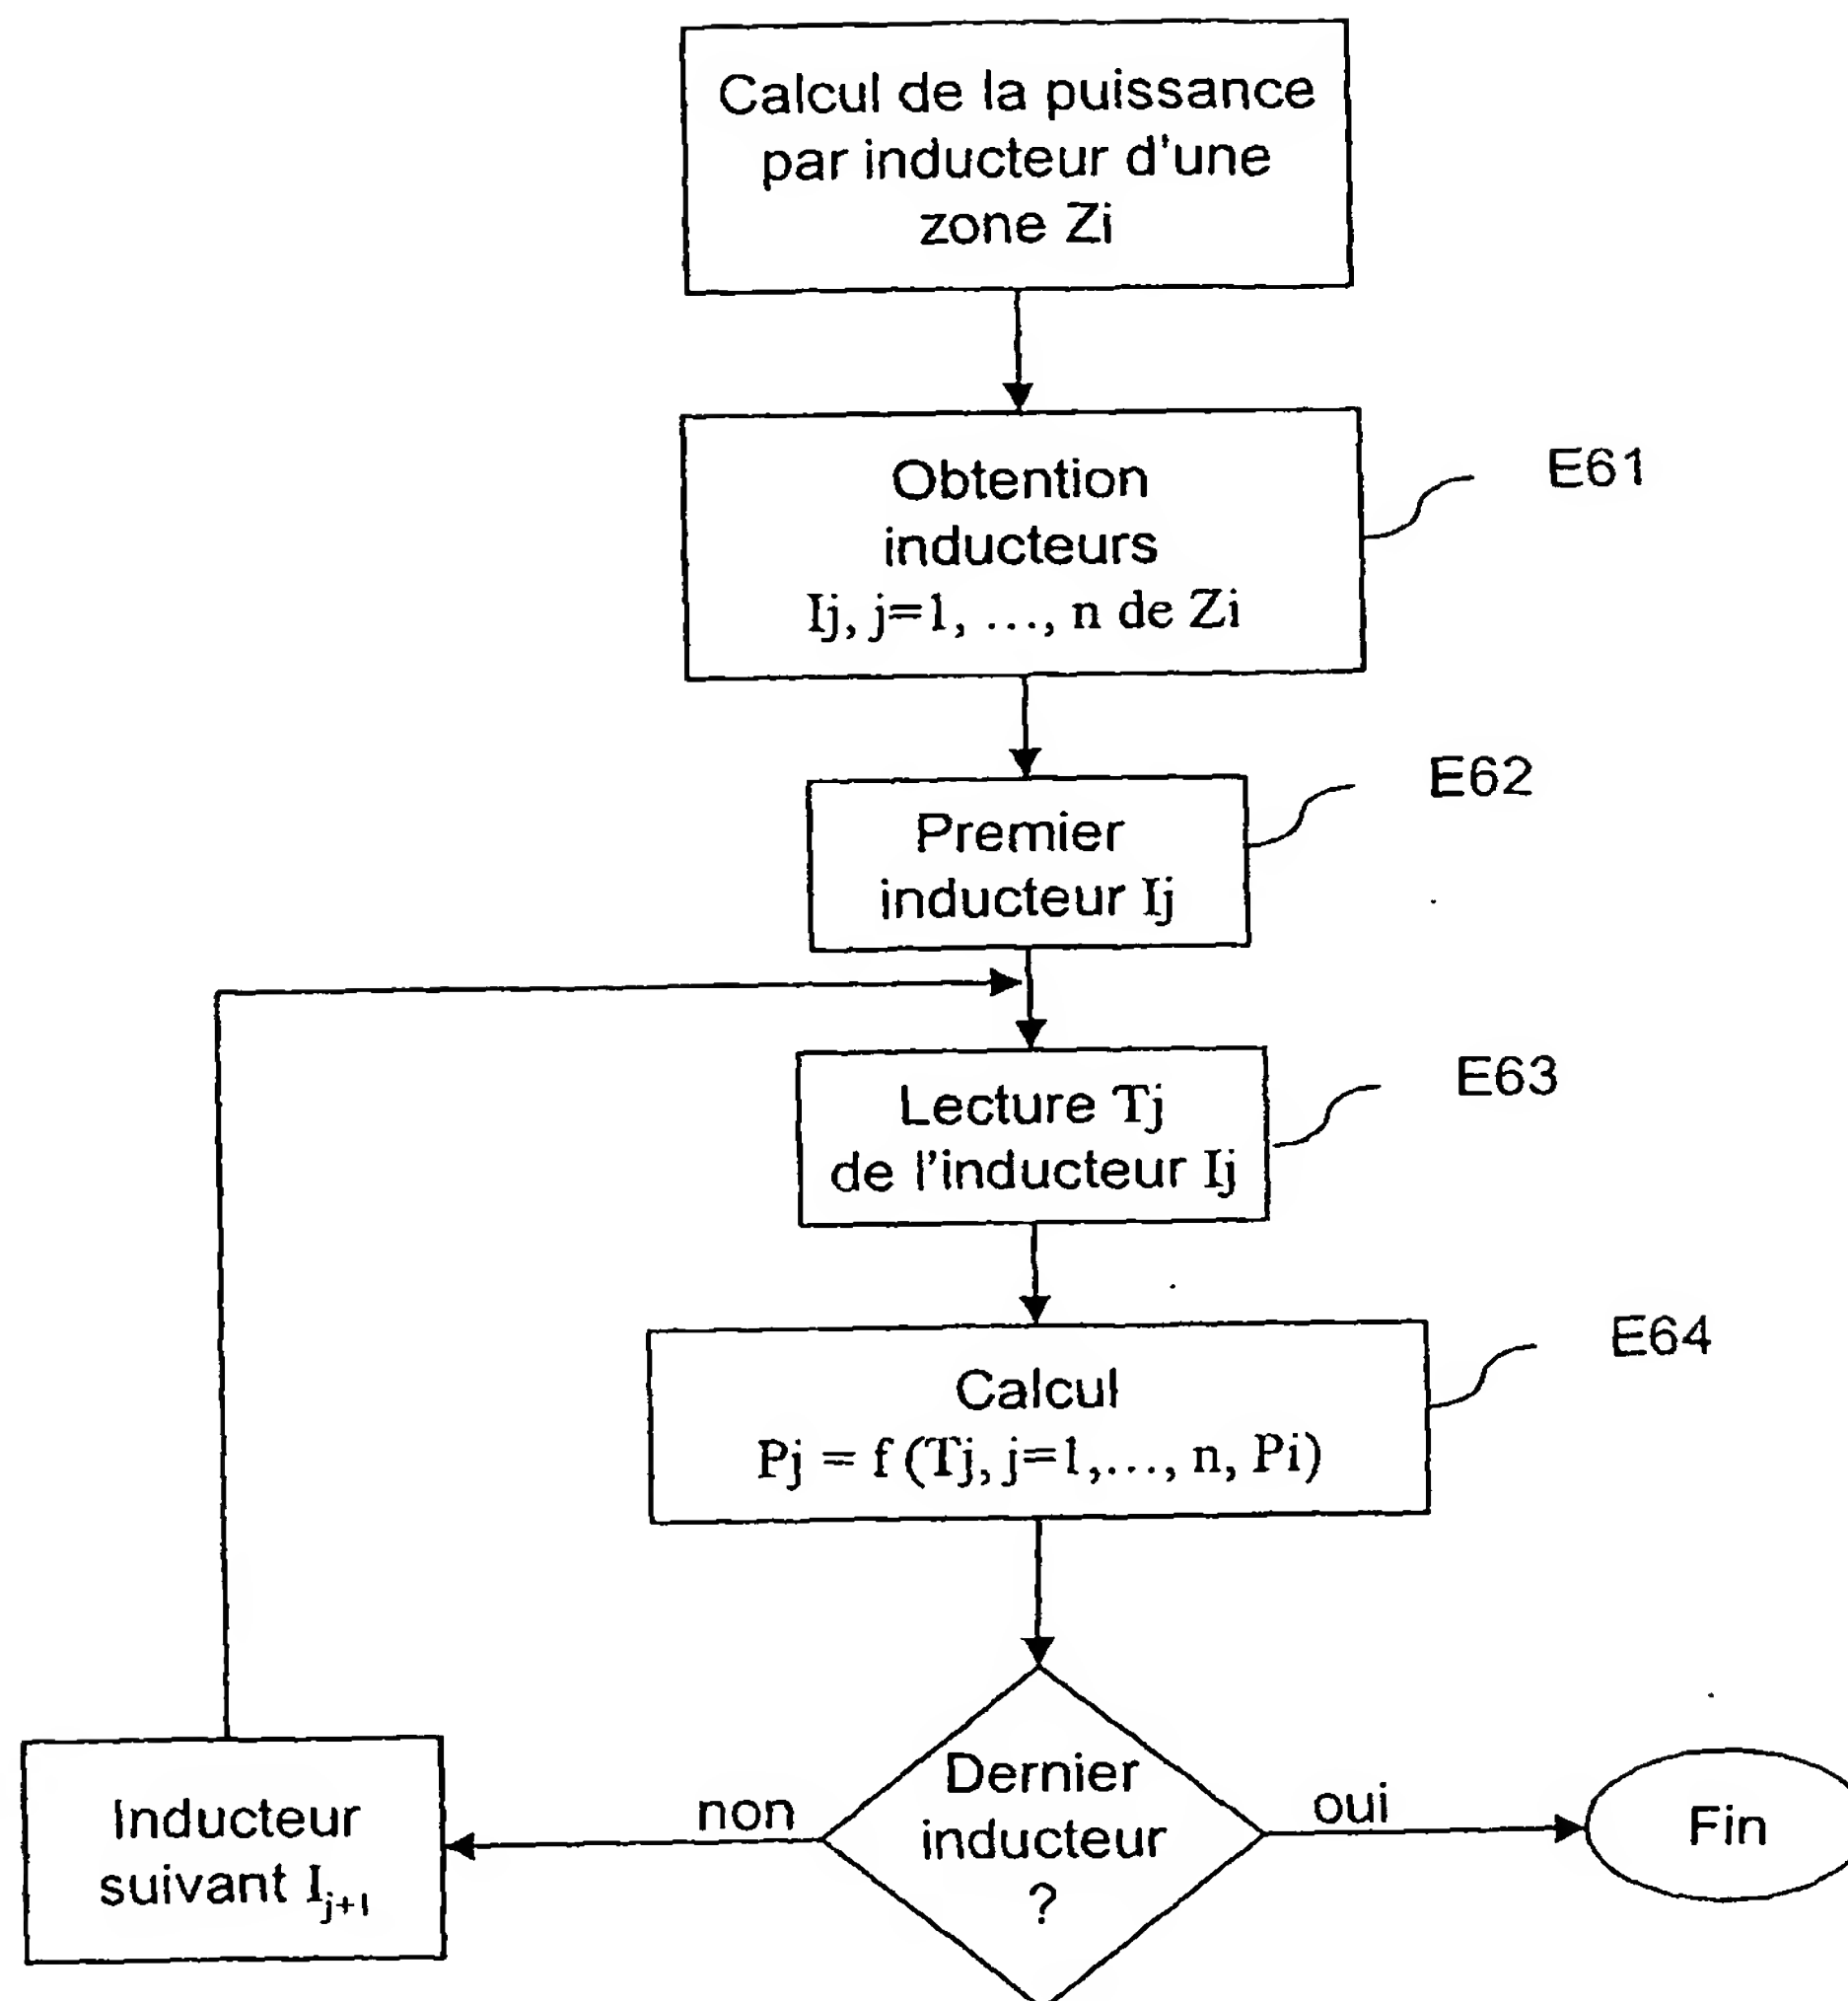 Calcul de la puissance
par inducteur d'une
zone Zi
Obtention
inducteurs
Ij, j=1, ..., n de Zi
E61
Premier
inducteur Ij
E62
Lecture Tj
de l'inducteur Ij
E63
Calcul
Pj = f (Tj, j=1,..., n, Pi)
E64
Dernier
inducteur
?
non
oui
Inducteur
suivant Ij+1
Fin